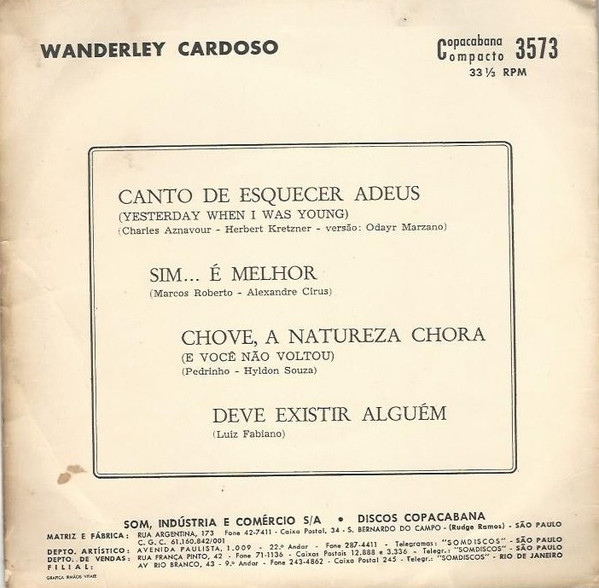 WANDERLEY CARDOSO
Copacabana
Compacto 3573
33 1/3 RPM
CANTO DE ESQUECER ADEUS
(YESTERDAY WHEN I WAS YOUNG)
(Charles Aznavour - Herbert Kretzner - versão: Odayr Marzano)
SIM... É MELHOR
(Marcos Roberto - Alexandre Cirus)
CHOVE, A NATUREZA CHORA
(E VOCÊ NÃO VOLTOU)
(Pedrinho - Hyldon Souza)
DEVE EXISTIR ALGUÉM
(Luiz Fabiano)
SOM, INDÚSTRIA E COMÉRCIO S/A • DISCOS COPACABANA
MATRIZ E FÁBRICA: RUA ARGENTINA, 173 Fone 42-7411 - Caixa Postal, 34 - S. BERNARDO DO CAMPO - (Rudge Ramos) - SÃO PAULO
C. G. C. 61.160.842/001
DEPTO. ARTÍSTICO: AVENIDA PAULISTA, 1.009 - 22.º Andar - Fone 287-4411 - Telegramas: "SOMDISCOS" - SÃO PAULO
DEPTO. DE VENDAS: RUA FRANÇA PINTO, 42 - Fone 71-1136 - Caixas Postais 12.888 e 3.336 - Telegr.: "SOMDISCOS" - SÃO PAULO
FILIAL: AV RIO BRANCO, 43 - 9.º Andar - Fone 243-4862 - Caixa Postal 245 - Telegr.: "SOMDISCOS" - RIO DE JANEIRO